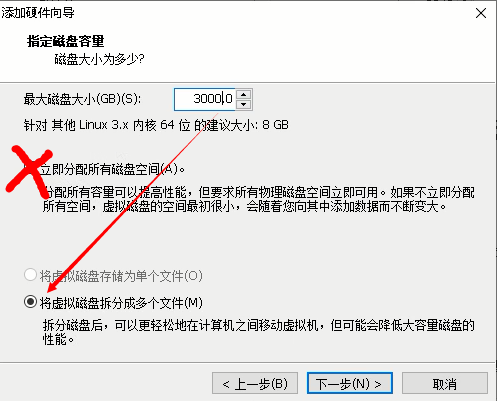 添加硬件向导
指定磁盘容量
磁盘大小为多少?
最大磁盘大小(GB)(S): 3000.0
针对 其他 Linux 3.x 内核 64 位 的建议大小: 8 GB
立即分配所有磁盘空间(A)。
分配所有容量可以提高性能，但要求所有物理磁盘空间立即可用。如果不立即分配
所有空间，虚拟磁盘的空间最初很小，会随着您向其中添加数据而不断变大。
将虚拟磁盘存储为单个文件(O)
将虚拟磁盘拆分成多个文件(M)
拆分磁盘后，可以更轻松地在计算机之间移动虚拟机，但可能会降低大容量磁盘的
性能。
< 上一步(B) 下一步(N) > 取消